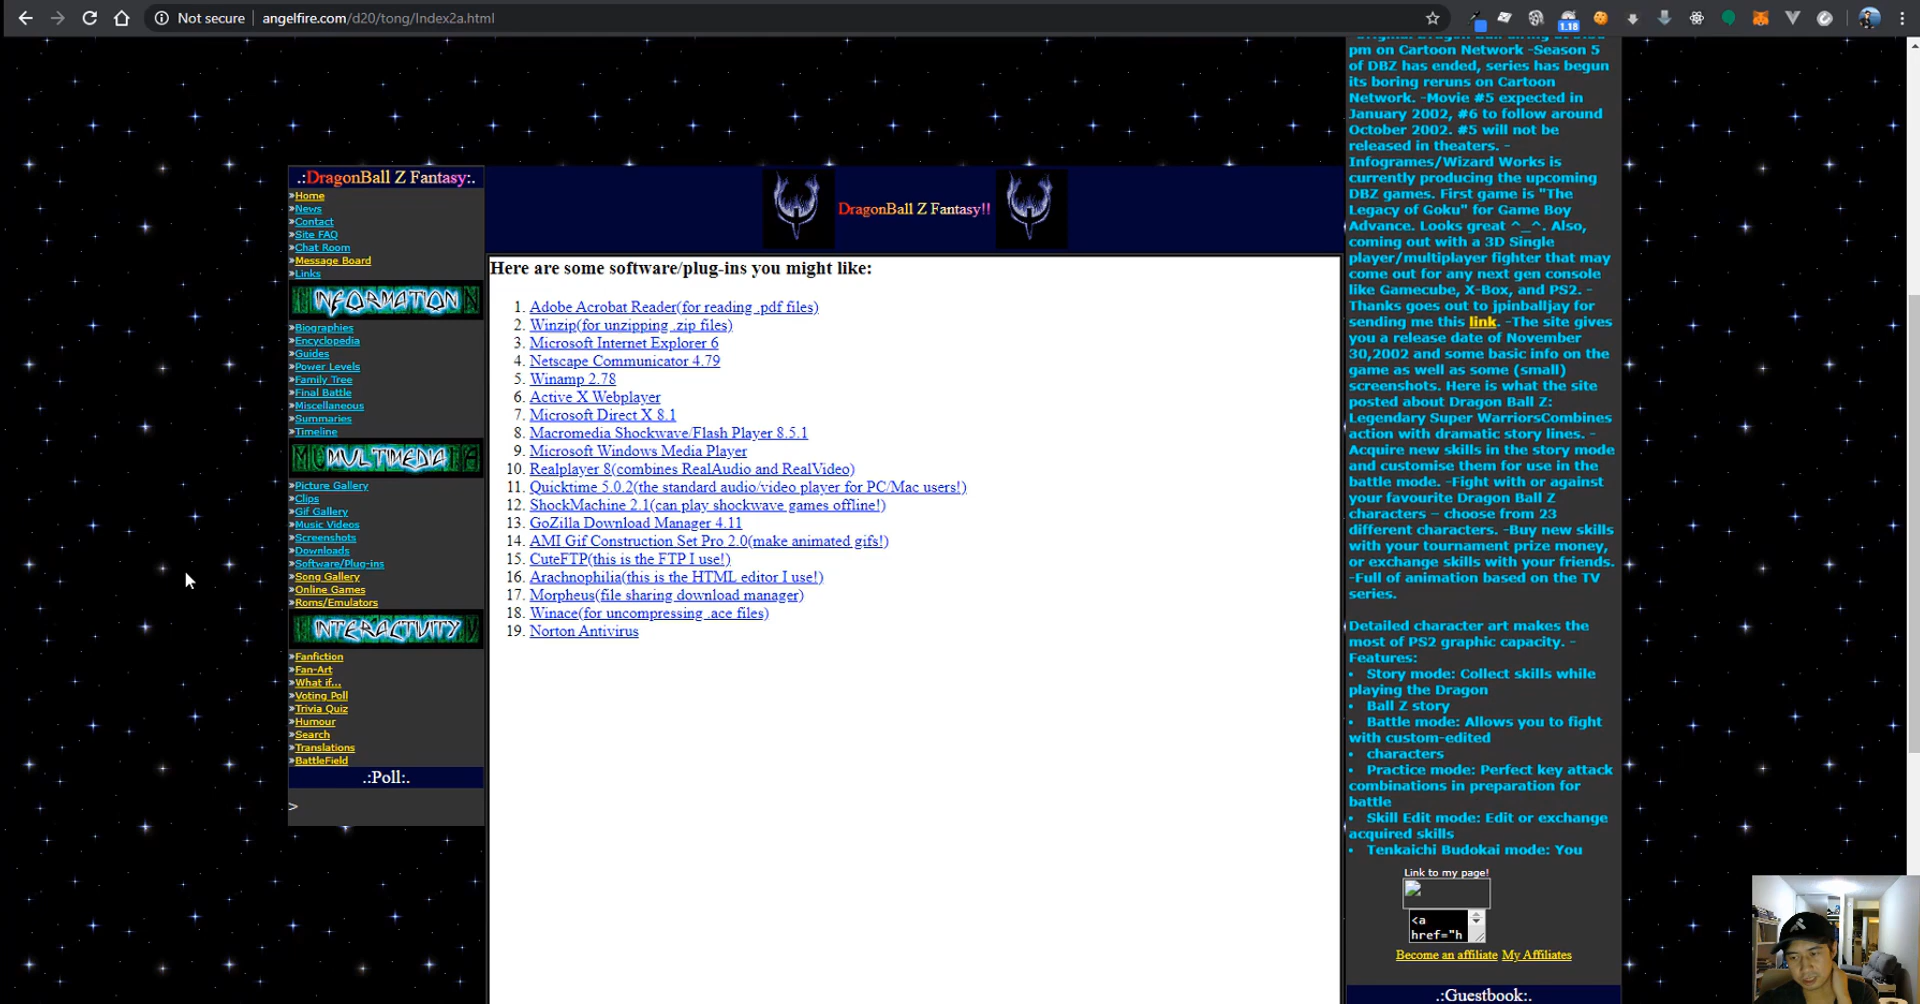 Not secure
angelfire.com/d20/tong/Index2a.html
1.18
.:DragonBall Z Fantasy:.
»Home
»News
»Contact
»Site FAQ
»Chat Room
»Message Board
»Links
INFORMATION
»Biographies
»Encyclopedia
»Guides
»Power Levels
»Family Tree
»Final Battle
»Miscellaneous
»Summaries
»Timeline
MULTIMEDIA
»Picture Gallery
»Clips
»Gif Gallery
»Music Videos
»Screenshots
»Downloads
»Software/Plug-ins
»Song Gallery
»Online Games
»Roms/Emulators
INTERACTIVITY
»Fanfiction
»Fan-Art
»What if...
»Voting Poll
»Trivia Quiz
»Humour
»Search
»Translations
»BattleField
.:Poll:.
>
DragonBall Z Fantasy!!
Here are some software/plug-ins you might like:
1. Adobe Acrobat Reader(for reading .pdf files)
2. Winzip(for unzipping .zip files)
3. Microsoft Internet Explorer 6
4. Netscape Communicator 4.79
5. Winamp 2.78
6. Active X Webplayer
7. Microsoft Direct X 8.1
8. Macromedia Shockwave/Flash Player 8.5.1
9. Microsoft Windows Media Player
10. Realplayer 8(combines RealAudio and RealVideo)
11. Quicktime 5.0.2(the standard audio/video player for PC/Mac users!)
12. ShockMachine 2.1(can play shockwave games offline!)
13. GoZilla Download Manager 4.11
14. AMI Gif Construction Set Pro 2.0(make animated gifs!)
15. CuteFTP(this is the FTP I use!)
16. Arachnophilia(this is the HTML editor I use!)
17. Morpheus(file sharing download manager)
18. Winace(for uncompressing .ace files)
19. Norton Antivirus
pm on Cartoon Network -Season 5
of DBZ has ended, series has begun
its boring reruns on Cartoon
Network. -Movie #5 expected in
January 2002, #6 to follow around
October 2002. #5 will not be
released in theaters. -
Infogrames/Wizard Works is
currently producing the upcoming
DBZ games. First game is "The
Legacy of Goku" for Game Boy
Advance. Looks great ^_^. Also,
coming out with a 3D Single
player/multiplayer fighter that may
come out for any next gen console
like Gamecube, X-Box, and PS2. -
Thanks goes out to jpinballjay for
sending me this link. -The site gives
you a release date of November
30,2002 and some basic info on the
game as well as some (small)
screenshots. Here is what the site
posted about Dragon Ball Z:
Legendary Super WarriorsCombines
action with dramatic story lines. -
Acquire new skills in the story mode
and customise them for use in the
battle mode. -Fight with or against
your favourite Dragon Ball Z
characters – choose from 23
different characters. -Buy new skills
with your tournament prize money,
or exchange skills with your friends.
-Full of animation based on the TV
series.
Detailed character art makes the
most of PS2 graphic capacity. -
Features:
• Story mode: Collect skills while
playing the Dragon
• Ball Z story
• Battle mode: Allows you to fight
with custom-edited
• characters
• Practice mode: Perfect key attack
combinations in preparation for
battle
• Skill Edit mode: Edit or exchange
acquired skills
• Tenkaichi Budokai mode: You
Link to my page!
<a
href="h
Become an affiliate My Affiliates
.:Guestbook:.